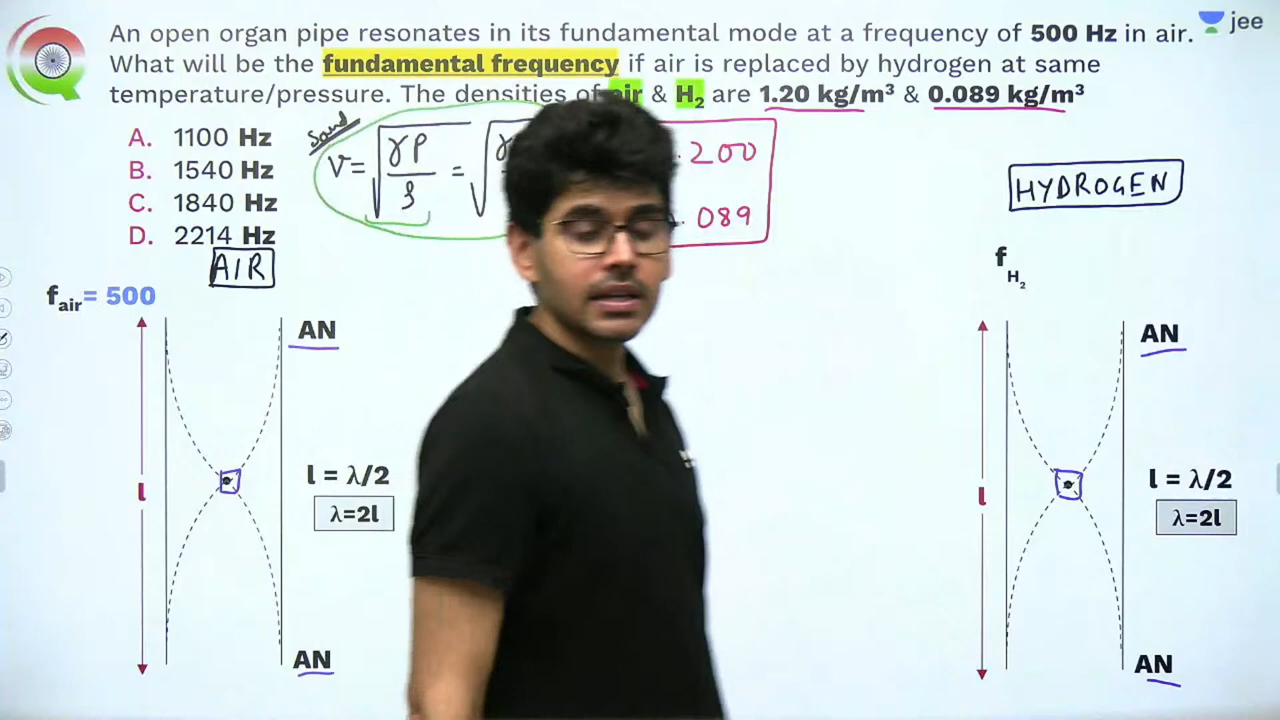 An open organ pipe resonates in its fundamental mode at a frequency of 500 Hz in air.
jee
What will be the fundamental frequency if air is replaced by hydrogen at same
temperature/pressure. The densities of air & H₂ are 1.20 kg/m³ & 0.089 kg/m³
A. 1100 Hz
B. 1540 Hz
C. 1840 Hz
D. 2214 Hz
V = √(γP/ρ) = √(γ
.200
.089
HYDROGEN
AIR
f_air = 500
f_H₂
AN
AN
l
l = λ/2
λ=2l
l
l = λ/2
λ=2l
AN
AN